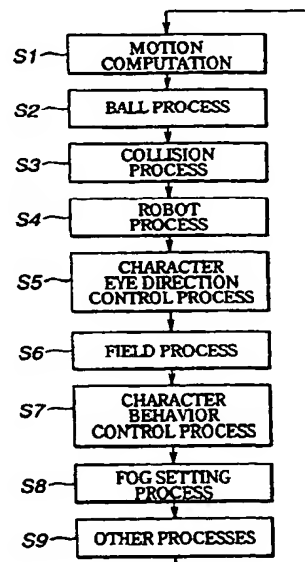 S1
MOTION
COMPUTATION
S2
BALL PROCESS
S3
COLLISION
PROCESS
S4
ROBOT
PROCESS
S5
CHARACTER
EYE DIRECTION
CONTROL PROCESS
S6
FIELD PROCESS
S7
CHARACTER
BEHAVIOR
CONTROL PROCESS
S8
FOG SETTING
PROCESS
S9
OTHER PROCESSES